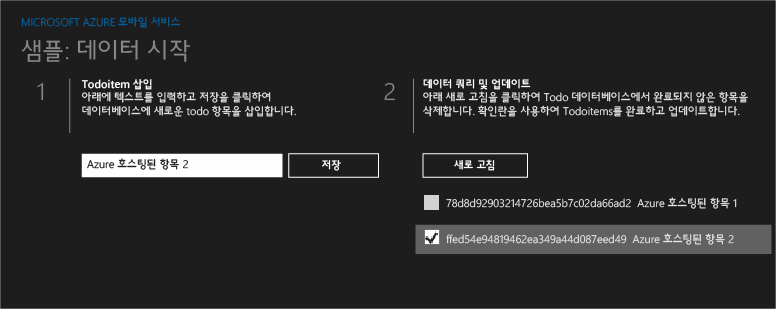 MICROSOFT AZURE 모바일 서비스
샘플: 데이터 시작
1
Todoitem 삽입
아래에 텍스트를 입력하고 저장을 클릭하여
데이터베이스에 새로운 todo 항목을 삽입합니다.
Azure 호스팅된 항목 2
저장
2
데이터 쿼리 및 업데이트
아래 새로 고침을 클릭하여 Todo 데이터베이스에서 완료되지 않은 항목을
삭제합니다. 확인란을 사용하여 Todoitems를 완료하고 업데이트합니다.
새로 고침
78d8d92903214726bea5b7c02da66ad2 Azure 호스팅된 항목 1
ffed54e94819462ea349a44d087eed49 Azure 호스팅된 항목 2